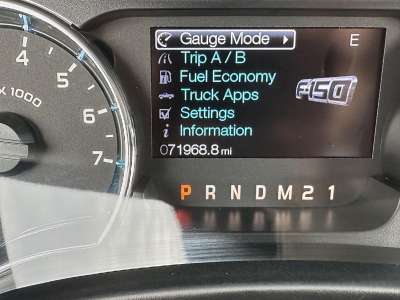 4
5
6
7
X 1000
Gauge Mode
E
Trip A / B
Fuel Economy
Truck Apps
F-150
Settings
i Information
071968.8 mi
P R N D M 2 1